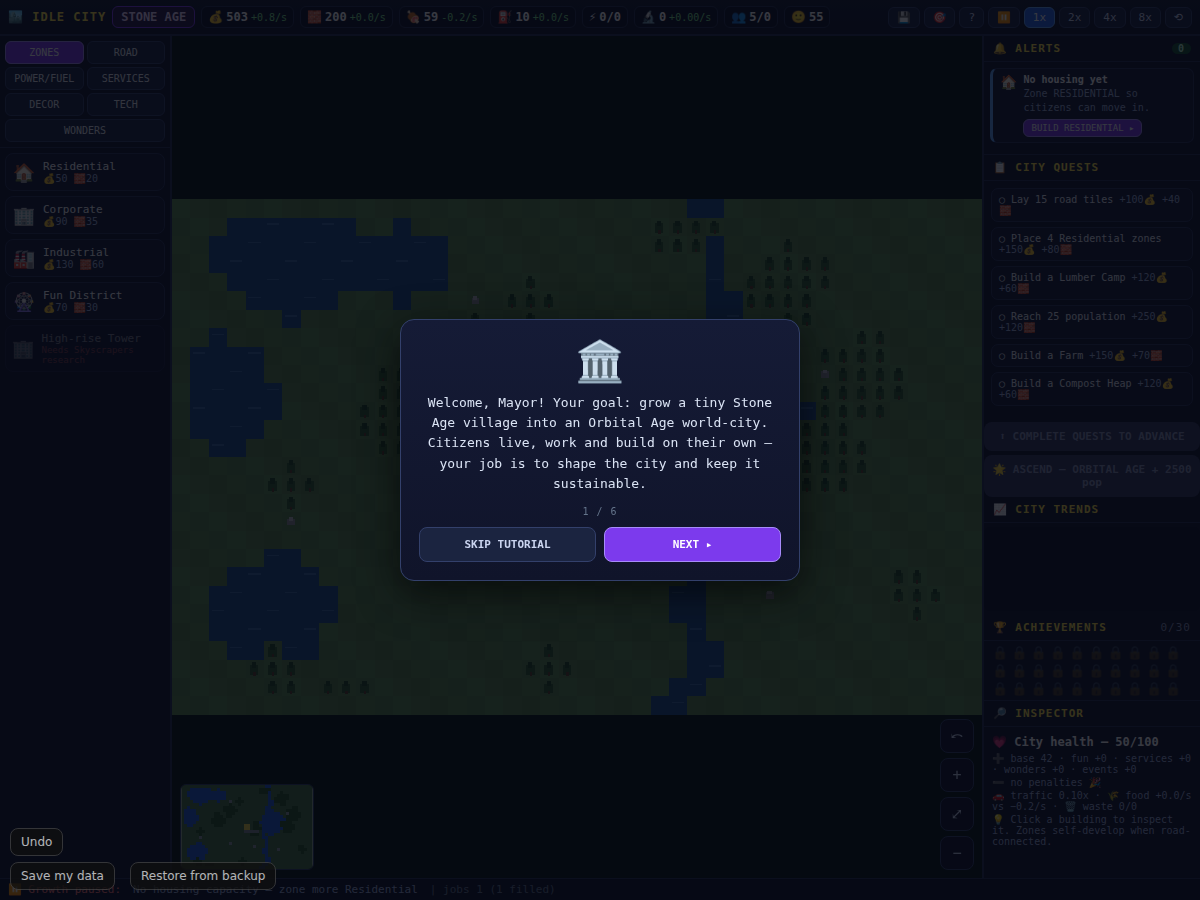 IDLE CITY STONE AGE 503 +0.8/s 200 +0.0/s 59 -0.2/s 10 +0.0/s 0/0 0 +0.00/s 5/0 55 ? 1x 2x 4x 8x
ZONES ROAD
POWER/FUEL SERVICES
DECOR TECH
WONDERS
Residential
50 20
Corporate
90 35
Industrial
130 60
Fun District
70 30
High-rise Tower
Needs Skyscrapers
research
Welcome, Mayor! Your goal: grow a tiny Stone
Age village into an Orbital Age world-city.
Citizens live, work and build on their own —
your job is to shape the city and keep it
sustainable.
1 / 6
SKIP TUTORIAL NEXT ▸
ALERTS 0
No housing yet
Zone RESIDENTIAL so
citizens can move in.
BUILD RESIDENTIAL ▸
CITY QUESTS
○ Lay 15 road tiles +100 +40
○ Place 4 Residential zones
+150 +80
○ Build a Lumber Camp +120
+60
○ Reach 25 population +250
+120
○ Build a Farm +150 +70
○ Build a Compost Heap +120
+60
⬆ COMPLETE QUESTS TO ADVANCE
ASCEND — ORBITAL AGE + 2500
pop
CITY TRENDS
ACHIEVEMENTS 0/30
INSPECTOR
City health — 50/100
base 42 · fun +0 · services +0
· wonders +0 · events +0
no penalties
traffic 0.10x · food +0.0/s
vs −0.2/s · waste 0/0
Click a building to inspect
it. Zones self-develop when road-
connected.
+
−
Undo
Save my data Restore from backup
Growth paused: No housing capacity — zone more Residential | jobs 1 (1 filled)